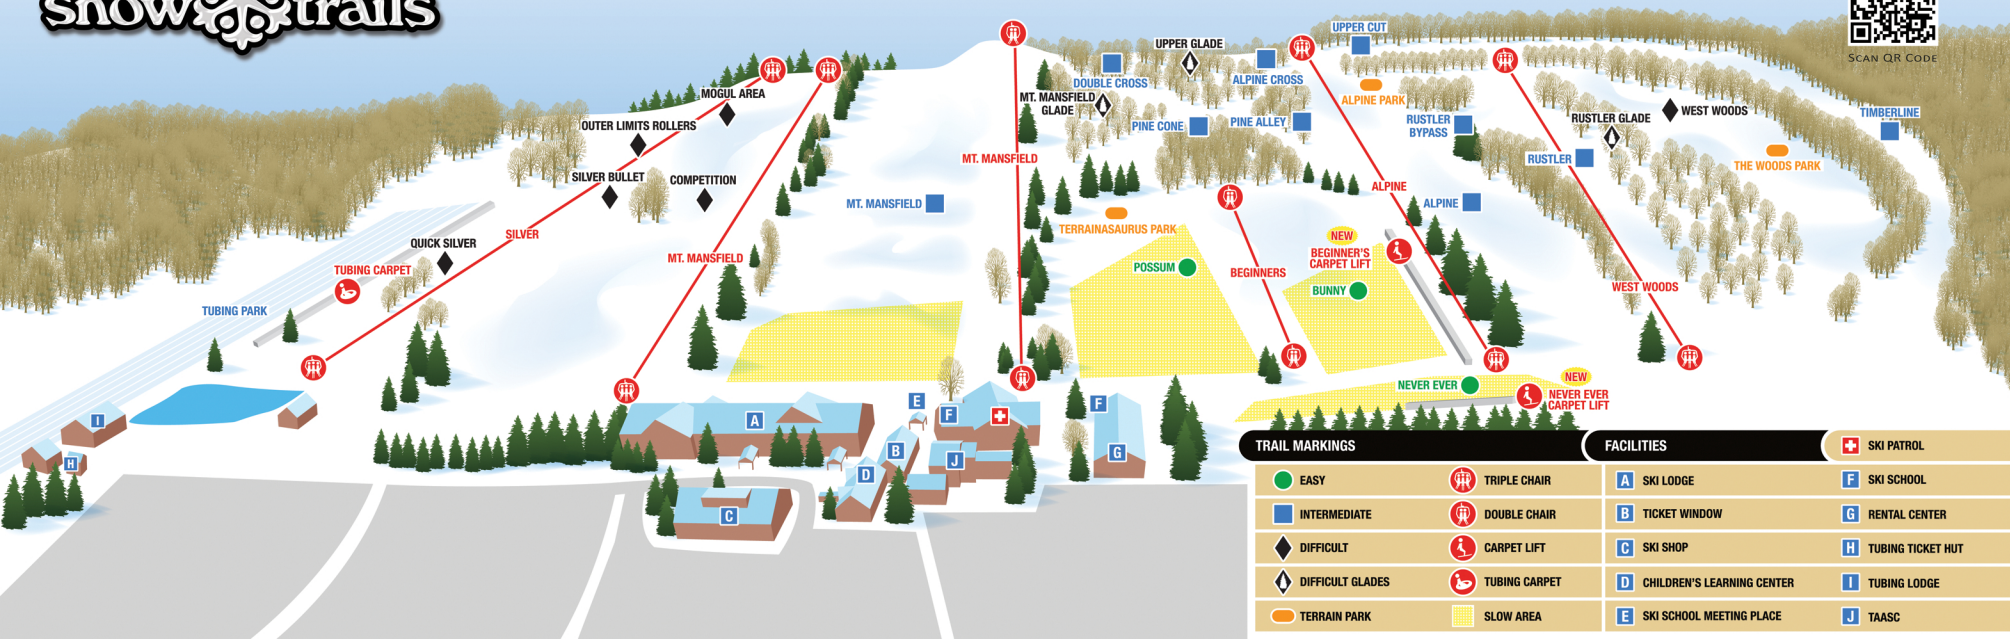 snow trails
SCAN QR CODE
UPPER CUT
UPPER GLADE
DOUBLE CROSS
ALPINE CROSS
MOGUL AREA
MT. MANSFIELD
GLADE
ALPINE PARK
OUTER LIMITS ROLLERS
PINE CONE
PINE ALLEY
RUSTLER
BYPASS
RUSTLER GLADE
WEST WOODS
TIMBERLINE
MT. MANSFIELD
RUSTLER
THE WOODS PARK
SILVER BULLET
COMPETITION
ALPINE
MT. MANSFIELD
ALPINE
TERRAINASAURUS PARK
SILVER
QUICK SILVER
NEW
BEGINNER'S
CARPET LIFT
MT. MANSFIELD
TUBING CARPET
POSSUM
BEGINNERS
BUNNY
WEST WOODS
TUBING PARK
NEVER EVER
NEW
NEVER EVER
CARPET LIFT
I
H
A
E
F
B
J
D
C
F
G
TRAIL MARKINGS
EASY
TRIPLE CHAIR
INTERMEDIATE
DOUBLE CHAIR
DIFFICULT
CARPET LIFT
DIFFICULT GLADES
TUBING CARPET
TERRAIN PARK
SLOW AREA
FACILITIES
SKI PATROL
A SKI LODGE
F SKI SCHOOL
B TICKET WINDOW
G RENTAL CENTER
C SKI SHOP
H TUBING TICKET HUT
D CHILDREN'S LEARNING CENTER
I TUBING LODGE
E SKI SCHOOL MEETING PLACE
J TAASC